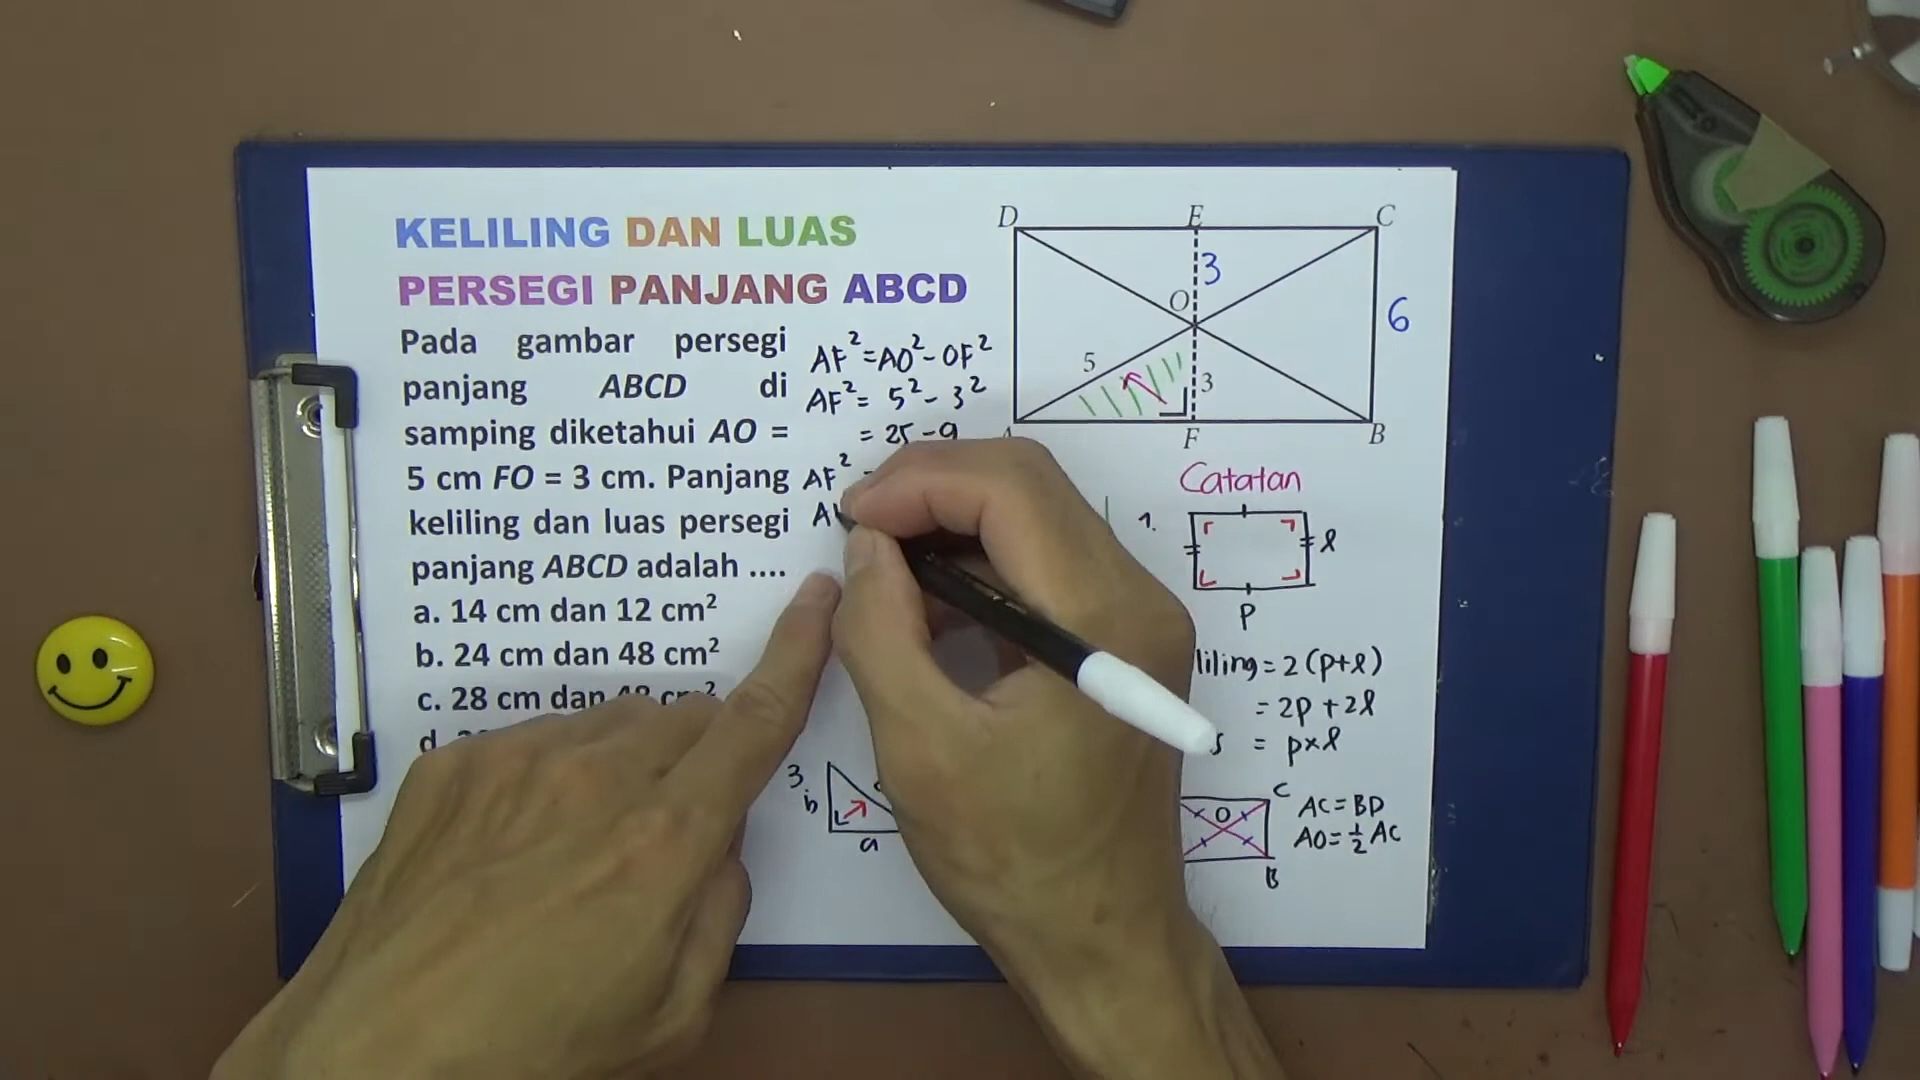 KELILING DAN LUAS
PERSEGI PANJANG ABCD
Pada gambar persegi
panjang ABCD di
samping diketahui AO =
5 cm FO = 3 cm. Panjang
keliling dan luas persegi
panjang ABCD adalah ....
a. 14 cm dan 12 cm²
b. 24 cm dan 48 cm²
c. 28 cm dan 48 cm²
d.
AF² = AO² - OF²
AF² = 5² - 3²
= 25 - 9
AF²
D E C
3
O
6
5
3
F B
Catatan
1.
l
P
= 2 (p+l)
= 2p + 2l
= p×l
3.
b
a
C
O
B
AC = BD
AO = ½ AC